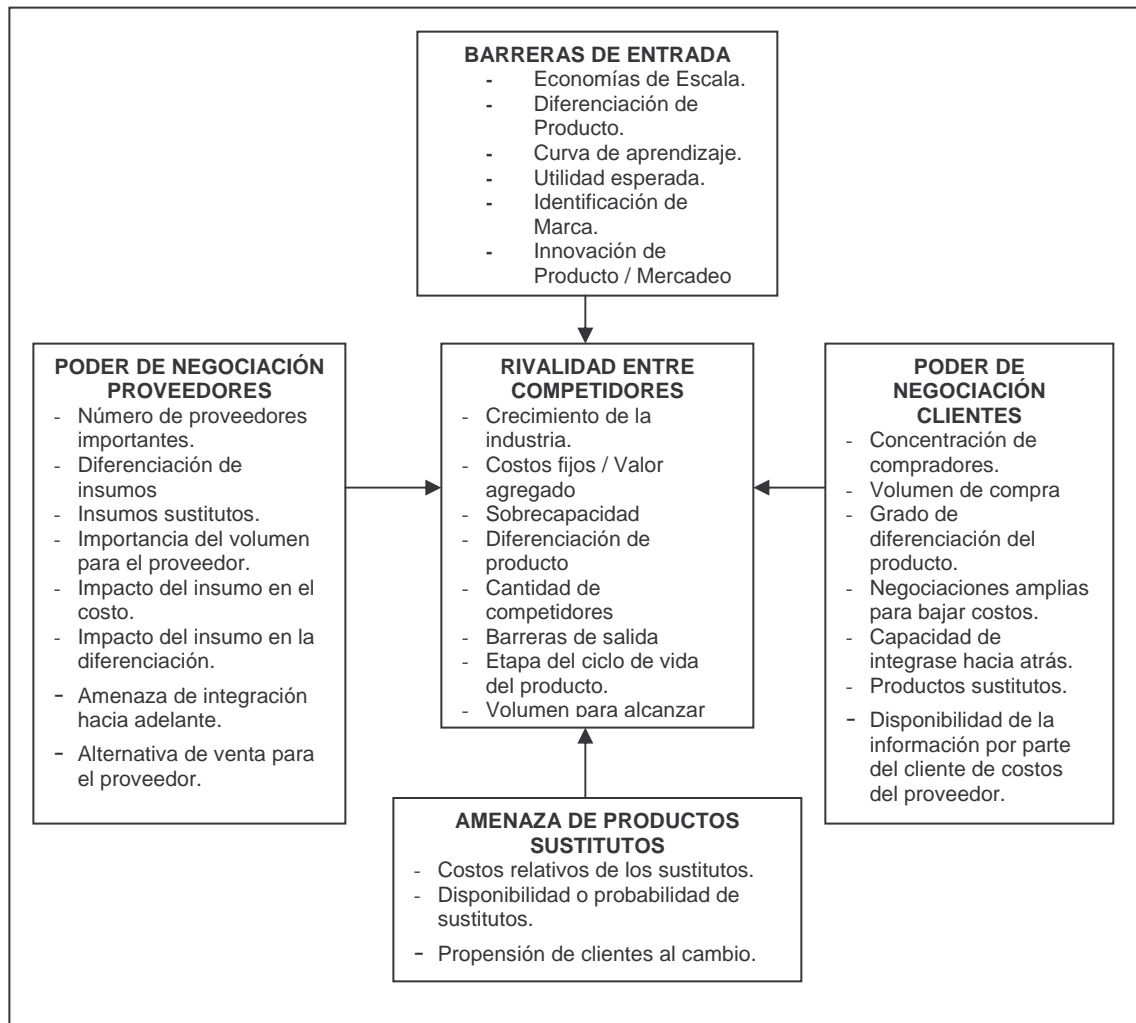 BARRERAS DE ENTRADA
- Economías de Escala.
- Diferenciación de
Producto.
- Curva de aprendizaje.
- Utilidad esperada.
- Identificación de
Marca.
- Innovación de
Producto / Mercadeo
PODER DE NEGOCIACIÓN
PROVEEDORES
- Número de proveedores
importantes.
- Diferenciación de
insumos
- Insumos sustitutos.
- Importancia del volumen
para el proveedor.
- Impacto del insumo en el
costo.
- Impacto del insumo en la
diferenciación.
- Amenaza de integración
hacia adelante.
- Alternativa de venta para
el proveedor.
RIVALIDAD ENTRE
COMPETIDORES
- Crecimiento de la
industria.
- Costos fijos / Valor
agregado
- Sobrecapacidad
- Diferenciación de
producto
- Cantidad de
competidores
- Barreras de salida
- Etapa del ciclo de vida
del producto.
- Volumen para alcanzar
PODER DE
NEGOCIACIÓN
CLIENTES
- Concentración de
compradores.
- Volumen de compra
- Grado de
diferenciación del
producto.
- Negociaciones amplias
para bajar costos.
- Capacidad de
integrase hacia atrás.
- Productos sustitutos.
- Disponibilidad de la
información por parte
del cliente de costos
del proveedor.
AMENAZA DE PRODUCTOS
SUSTITUTOS
- Costos relativos de los sustitutos.
- Disponibilidad o probabilidad de
sustitutos.
- Propensión de clientes al cambio.